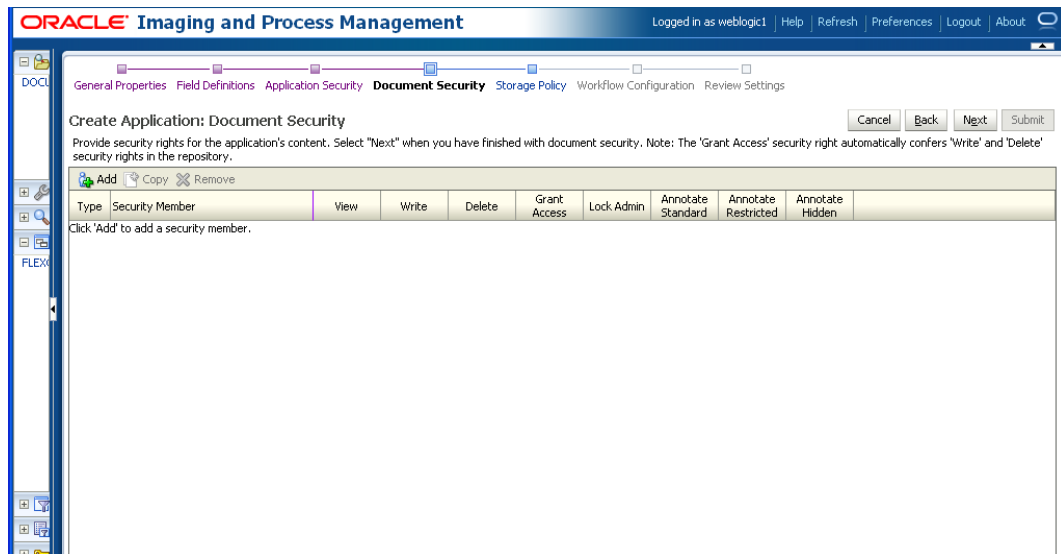 ORACLE Imaging and Process Management
Logged in as weblogic1 | Help | Refresh | Preferences | Logout | About
DOCU
General Properties Field Definitions Application Security Document Security Storage Policy Workflow Configuration Review Settings
Create Application: Document Security
Cancel Back Next Submit
Provide security rights for the application's content. Select "Next" when you have finished with document security. Note: The 'Grant Access' security right automatically confers 'Write' and 'Delete'
security rights in the repository.
Add Copy Remove
Type Security Member View Write Delete Grant Access Lock Admin Annotate Standard Annotate Restricted Annotate Hidden
Click 'Add' to add a security member.
FLEXC